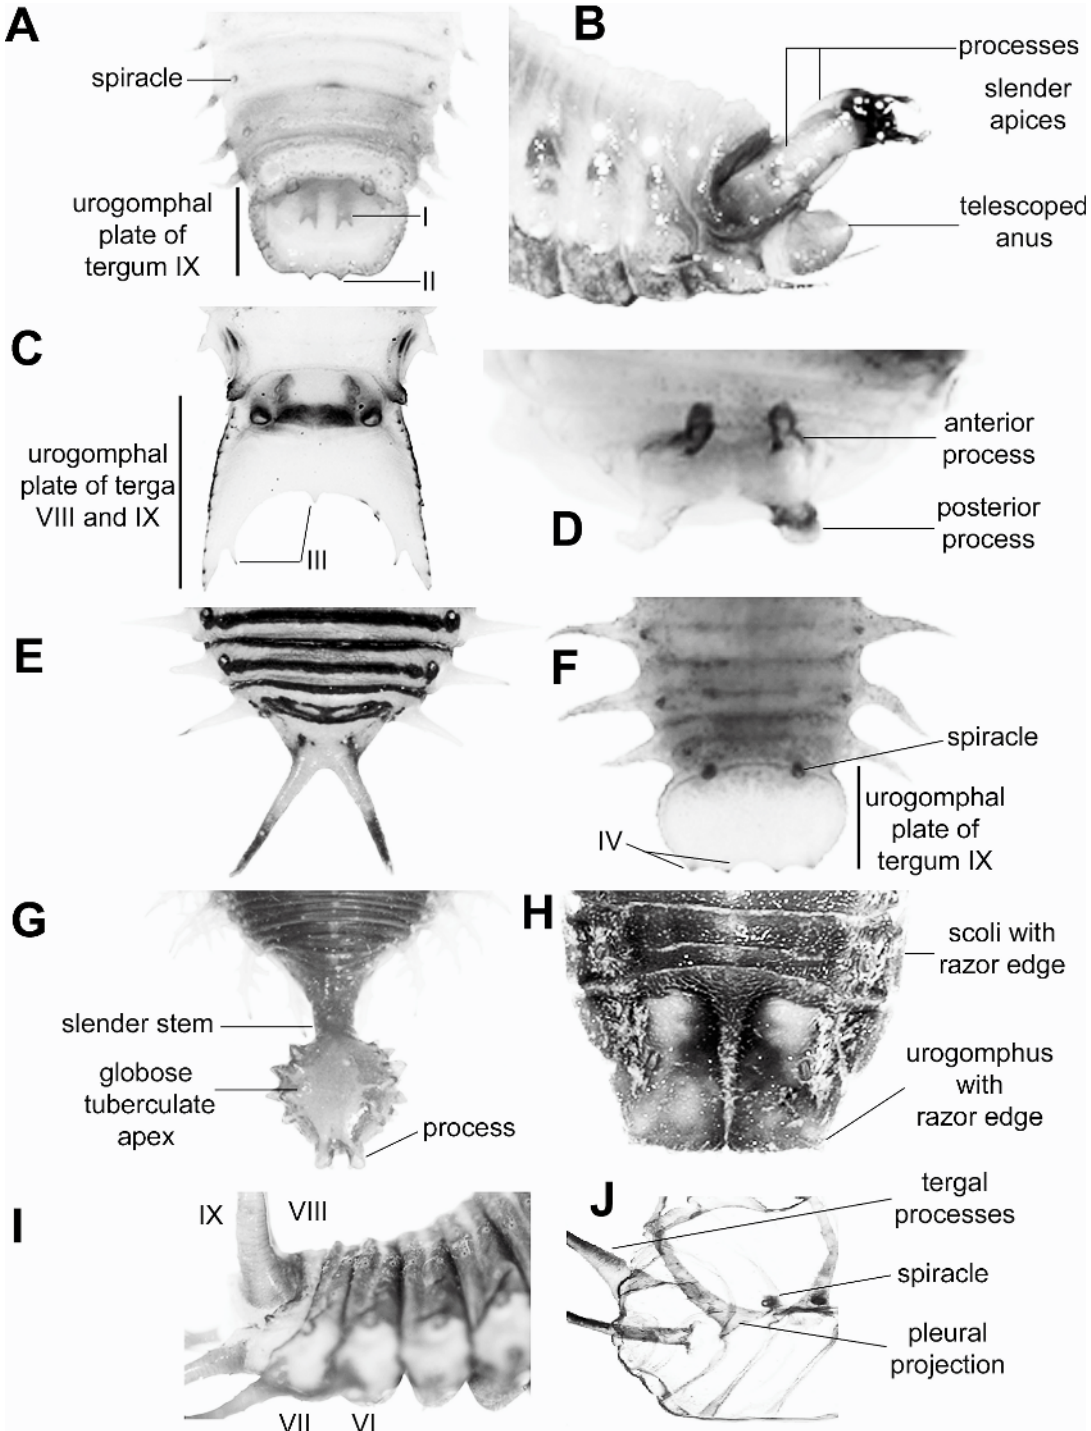 A
spiracle
urogomphal
plate of
tergum IX
I
II
B
processes
slender
apices
telescoped
anus
C
urogomphal
plate of terga
VIII and IX
III
D
anterior
process
posterior
process
E
F
spiracle
urogomphal
plate of
tergum IX
IV
G
slender stem
globose
tuberculate
apex
process
H
scoli with
razor edge
urogomphus
with
razor edge
I
IX
VIII
VII
VI
J
tergal
processes
spiracle
pleural
projection